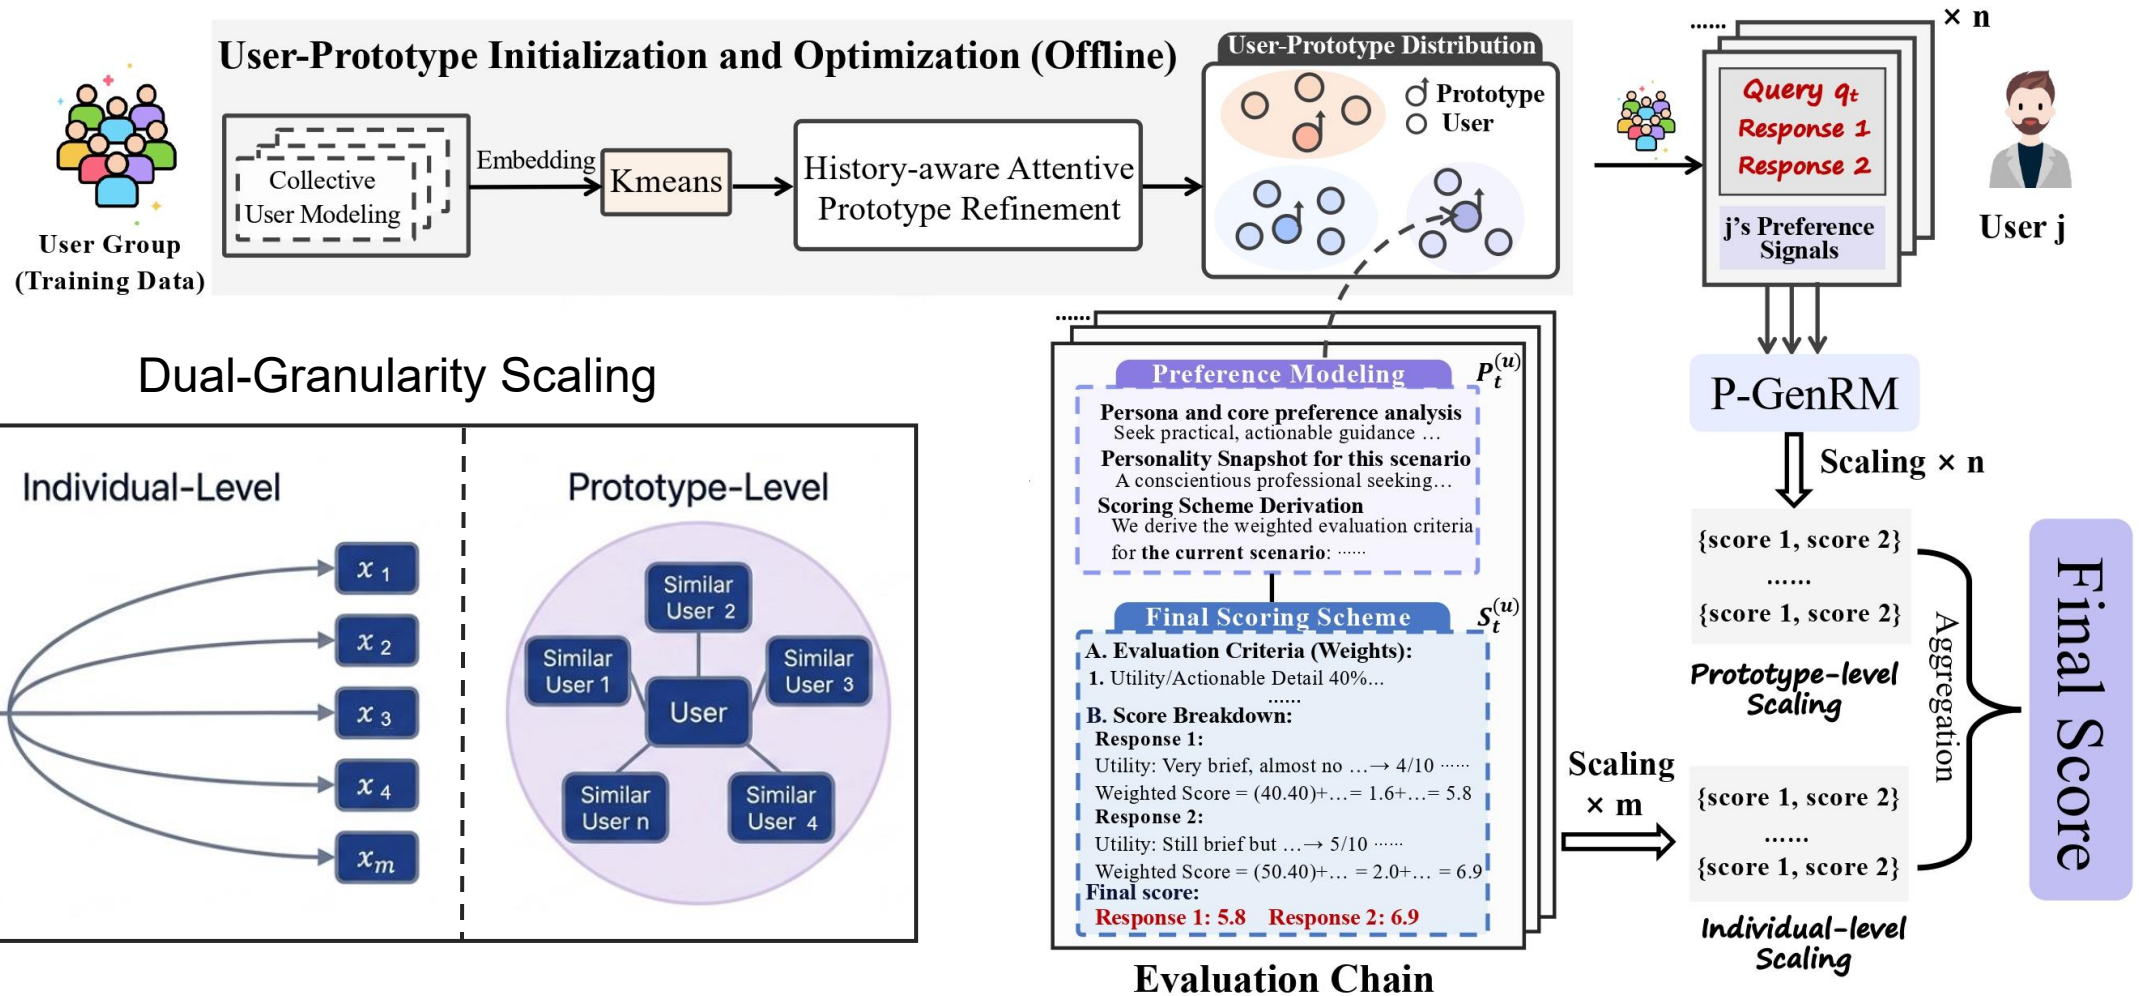 User-Prototype Initialization and Optimization (Offline)
User Group
(Training Data)
Collective
User Modeling
Embedding
Kmeans
History-aware Attentive
Prototype Refinement
User-Prototype Distribution
Prototype
User
......
× n
Query qt
Response 1
Response 2
j's Preference
Signals
User j
P-GenRM
Scaling × n
{score 1, score 2}
......
{score 1, score 2}
Prototype-level
Scaling
Aggregation
Final Score
Scaling
× m
{score 1, score 2}
......
{score 1, score 2}
Individual-level
Scaling
Dual-Granularity Scaling
Individual-Level
x 1
x 2
x 3
x 4
xm
Prototype-Level
Similar
User 2
Similar
User 1
Similar
User 3
User
Similar
User n
Similar
User 4
......
Preference Modeling
Pt(u)
Persona and core preference analysis
Seek practical, actionable guidance …
Personality Snapshot for this scenario
A conscientious professional seeking…
Scoring Scheme Derivation
We derive the weighted evaluation criteria
for the current scenario: ······
Final Scoring Scheme
St(u)
A. Evaluation Criteria (Weights):
1. Utility/Actionable Detail 40%…
......
B. Score Breakdown:
Response 1:
Utility: Very brief, almost no …→ 4/10 ······
Weighted Score = (40.40)+…= 1.6+…= 5.8
Response 2:
Utility: Still brief but …→ 5/10 ······
Weighted Score = (50.40)+… = 2.0+… = 6.9
Final score:
Response 1: 5.8 Response 2: 6.9
Evaluation Chain